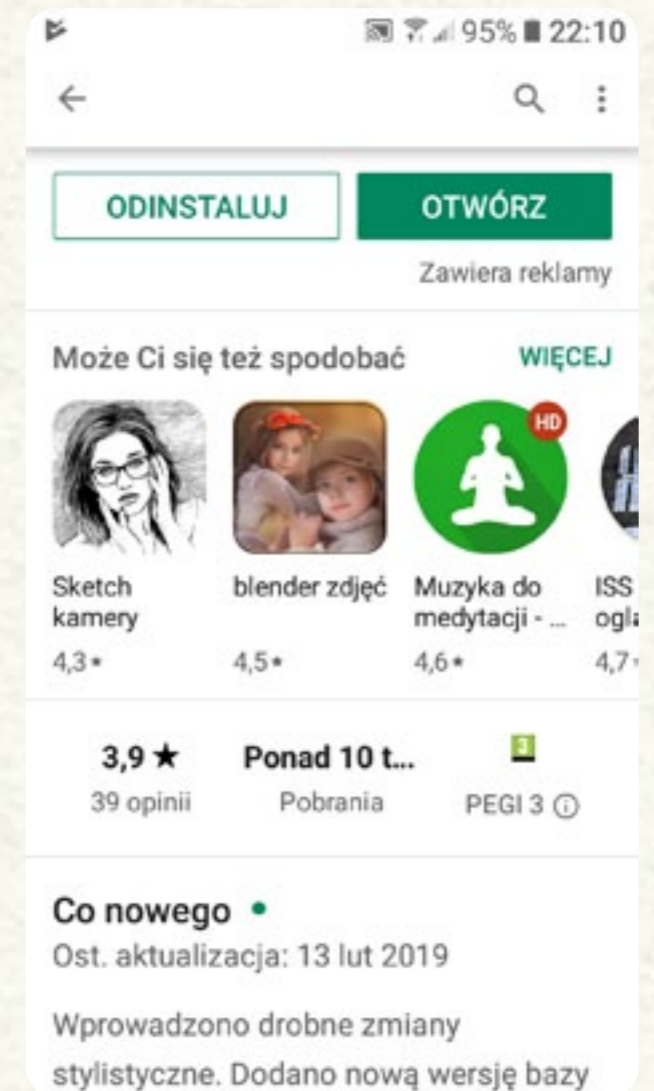 95% 22:10
ODINSTALUJ OTWÓRZ
Zawiera reklamy
Może Ci się też spodobać WIĘCEJ
HD
Sketch kamery
4,3★
blender zdjęć
4,5★
Muzyka do medytacji - ...
4,6★
ISS
4,7
3,9 ★ Ponad 10 t... 3
39 opinii Pobrania PEGI 3
Co nowego
Ost. aktualizacja: 13 lut 2019
Wprowadzono drobne zmiany
stylistyczne. Dodano nową wersję bazy